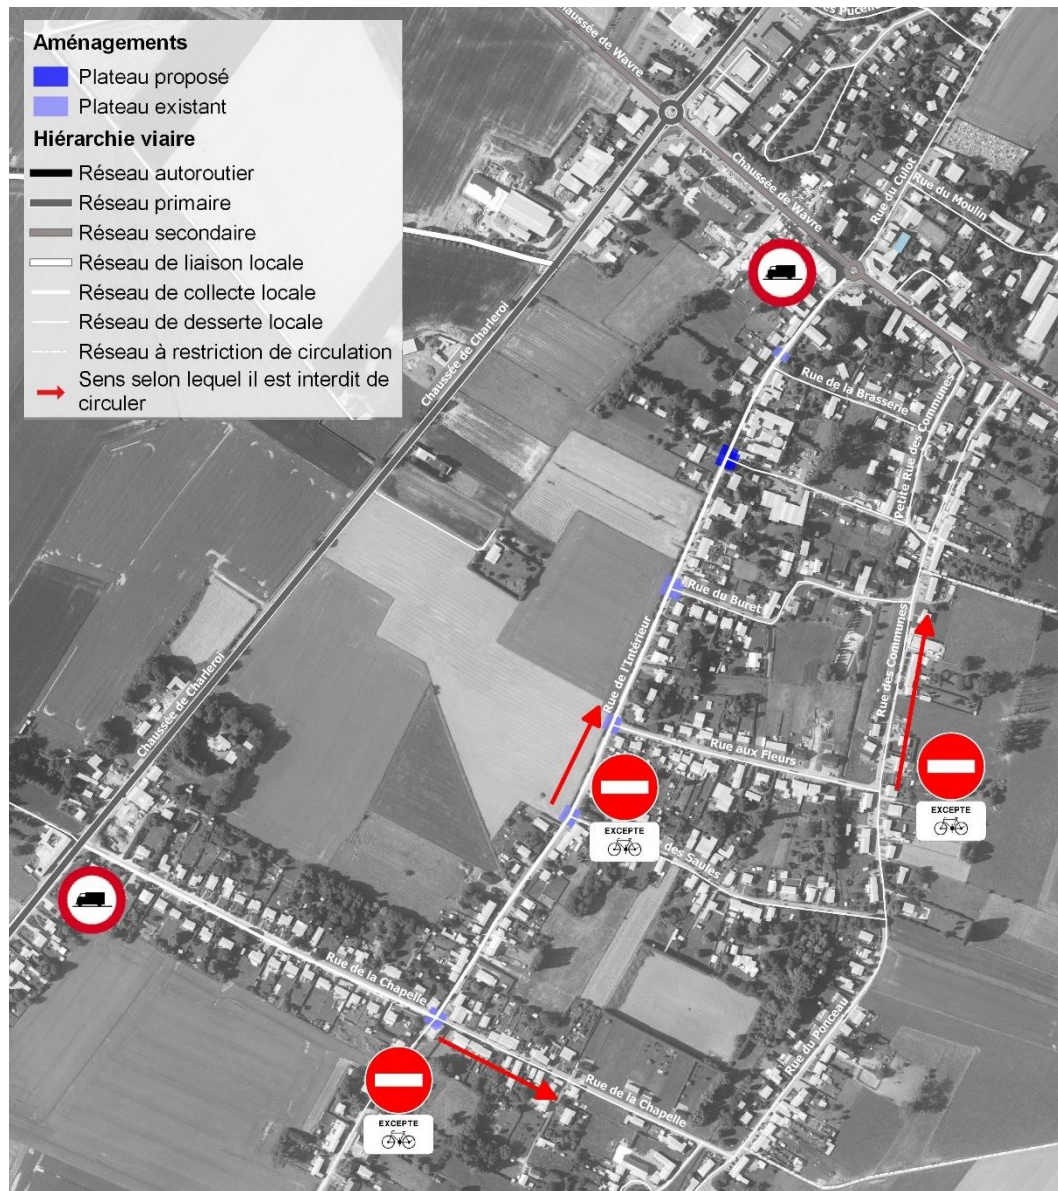 Aménagements
Plateau proposé
Plateau existant
Hiérarchie viaire
Réseau autoroutier
Réseau primaire
Réseau secondaire
Réseau de liaison locale
Réseau de collecte locale
Réseau de desserte locale
Réseau à restriction de circulation
Sens selon lequel il est interdit de
circuler
Chaussée de Wavre
Chaussée de Wavre
Rue du Culot
Rue du Moulin
Chaussée de Charleroi
Rue de la Brasserie
Petite Rue des Communes
Rue du Buret
Rue de l'Intérieur
Rue des Communes
Chaussée de Charleroi
Rue aux Fleurs
EXCEPTE
EXCEPTE
des Saules
Rue de la Chapelle
Rue du Ponceau
Rue de la Chapelle
EXCEPTE